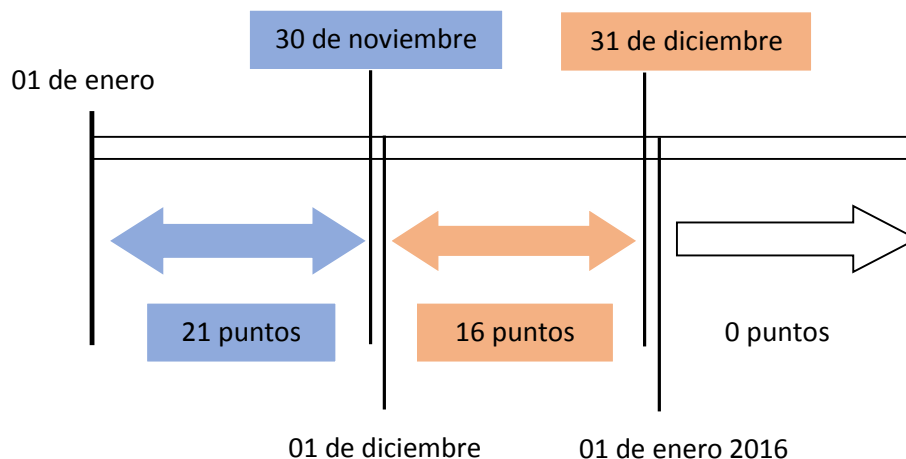 30 de noviembre
31 de diciembre
01 de enero
21 puntos
16 puntos
0 puntos
01 de diciembre
01 de enero 2016